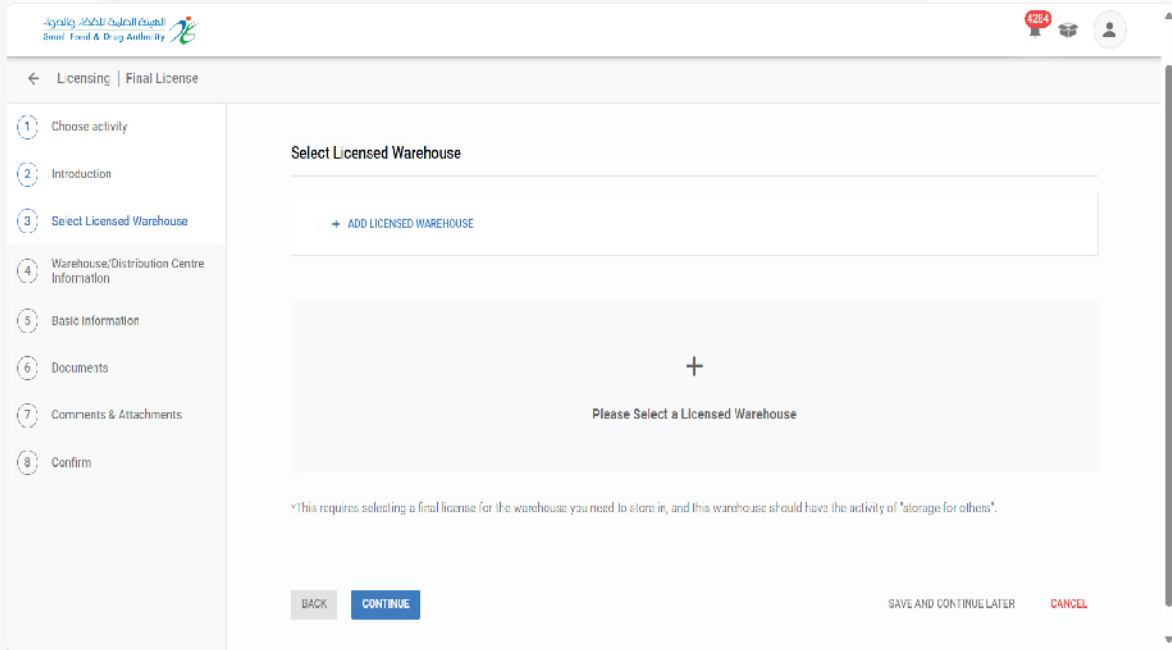 الهيئة العامة للغذاء والدواء
Saudi Food & Drug Authority
4284
Licensing | Final License
1 Choose activity
2 Introduction
3 Select Licensed Warehouse
4 Warehouse/Distribution Centre
Information
5 Basic Information
6 Documents
7 Comments & Attachments
8 Confirm
Select Licensed Warehouse
+ ADD LICENSED WAREHOUSE
+
Please Select a Licensed Warehouse
*This requires selecting a final license for the warehouse you need to store in, and this warehouse should have the activity of "storage for others".
BACK
CONTINUE
SAVE AND CONTINUE LATER
CANCEL